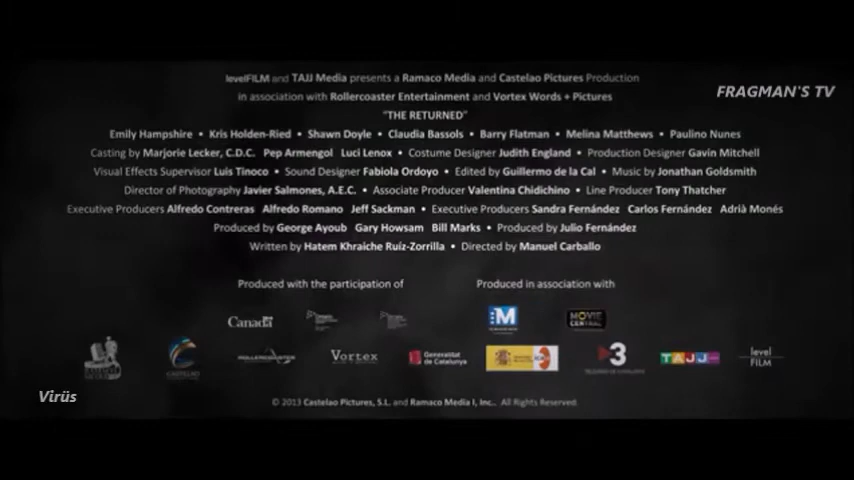 levelFILM and TAJJ Media presents a Ramaco Media and Castelao Pictures Production
FRAGMAN'S TV
in association with Rollercoaster Entertainment and Vortex Words + Pictures
"THE RETURNED"
Emily Hampshire • Kris Holden-Ried • Shawn Doyle • Claudia Bassols • Barry Flatman • Melina Matthews • Paulino Nunes
Casting by Marjorie Lecker, C.D.C. Pep Armengol Luci Lenox • Costume Designer Judith England • Production Designer Gavin Mitchell
Visual Effects Supervisor Luis Tinoco • Sound Designer Fabiola Ordoyo • Edited by Guillermo de la Cal • Music by Jonathan Goldsmith
Director of Photography Javier Salmones, A.E.C. • Associate Producer Valentina Chidichino • Line Producer Tony Thatcher
Executive Producers Alfredo Contreras Alfredo Romano Jeff Sackman • Executive Producers Sandra Fernández Carlos Fernández Adrià Monés
Produced by George Ayoub Gary Howsam Bill Marks • Produced by Julio Fernández
Written by Hatem Khraiche Ruíz-Zorrilla • Directed by Manuel Carballo
Produced with the participation of
Produced in association with
Canada
M
MOVIE CENTRAL
CASTELAO
ROLLERCOASTER
Vortex
Generalitat de Catalunya
3
TAJJ
level FILM
Virüs
© 2013 Castelao Pictures, S.L. and Ramaco Media I, Inc.. All Rights Reserved.